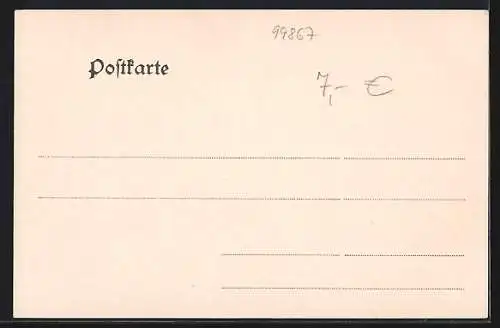 99867
Postkarte
7,- €